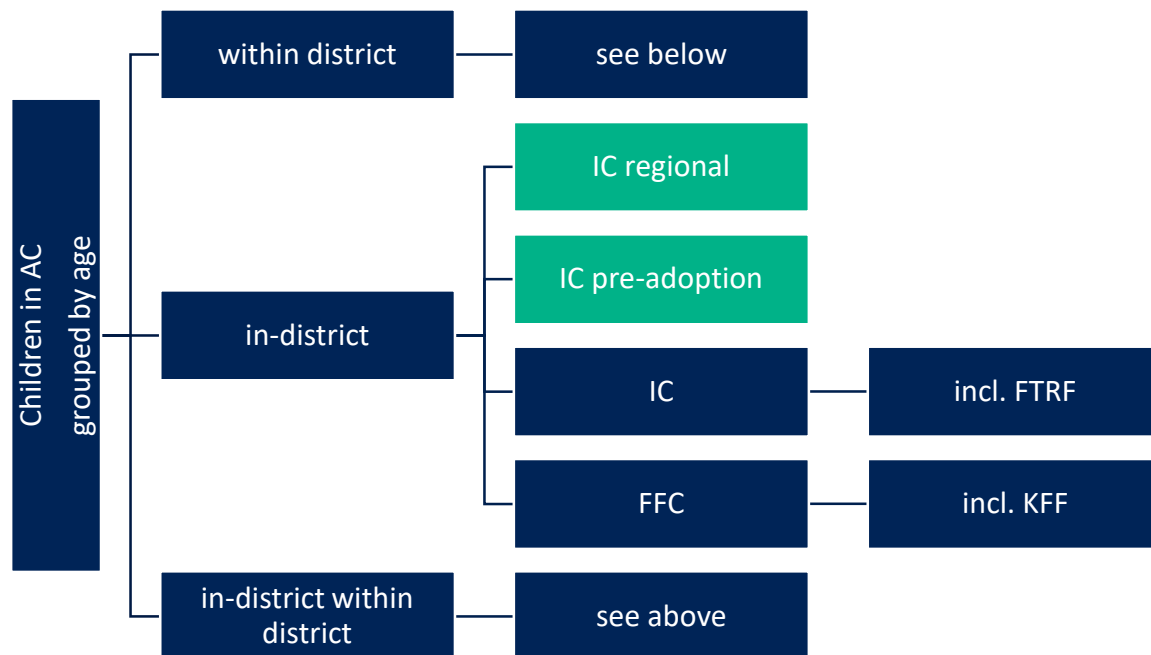 Children in AC
grouped by age
within district
see below
in-district
IC regional
IC pre-adoption
IC
incl. FTRF
FFC
incl. KFF
in-district within
district
see above